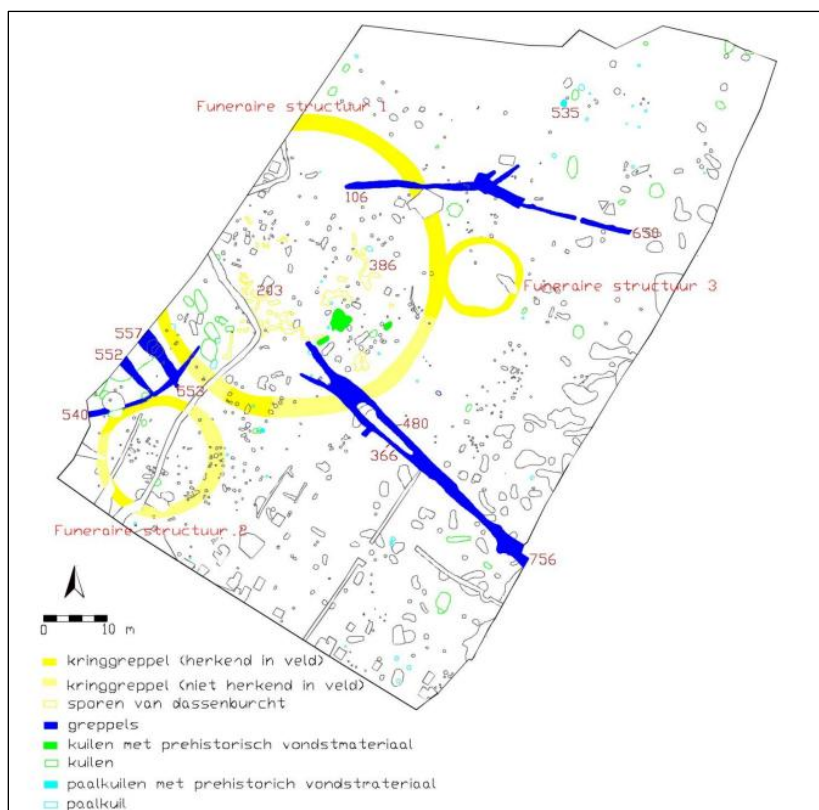 Funeraire structuur 1
535
106
650
386
203
Funeraire structuur 3
557
552
553
540
480
366
Funeraire structuur 2
756
0 10 m
kringgreppel (herkend in veld)
kringgreppel (niet herkend in veld)
sporen van dassenburcht
greppels
kuilen met prehistorisch vondstmateriaal
kuilen
paalkuilen met prehistorich vondstmateriaal
paalkuil